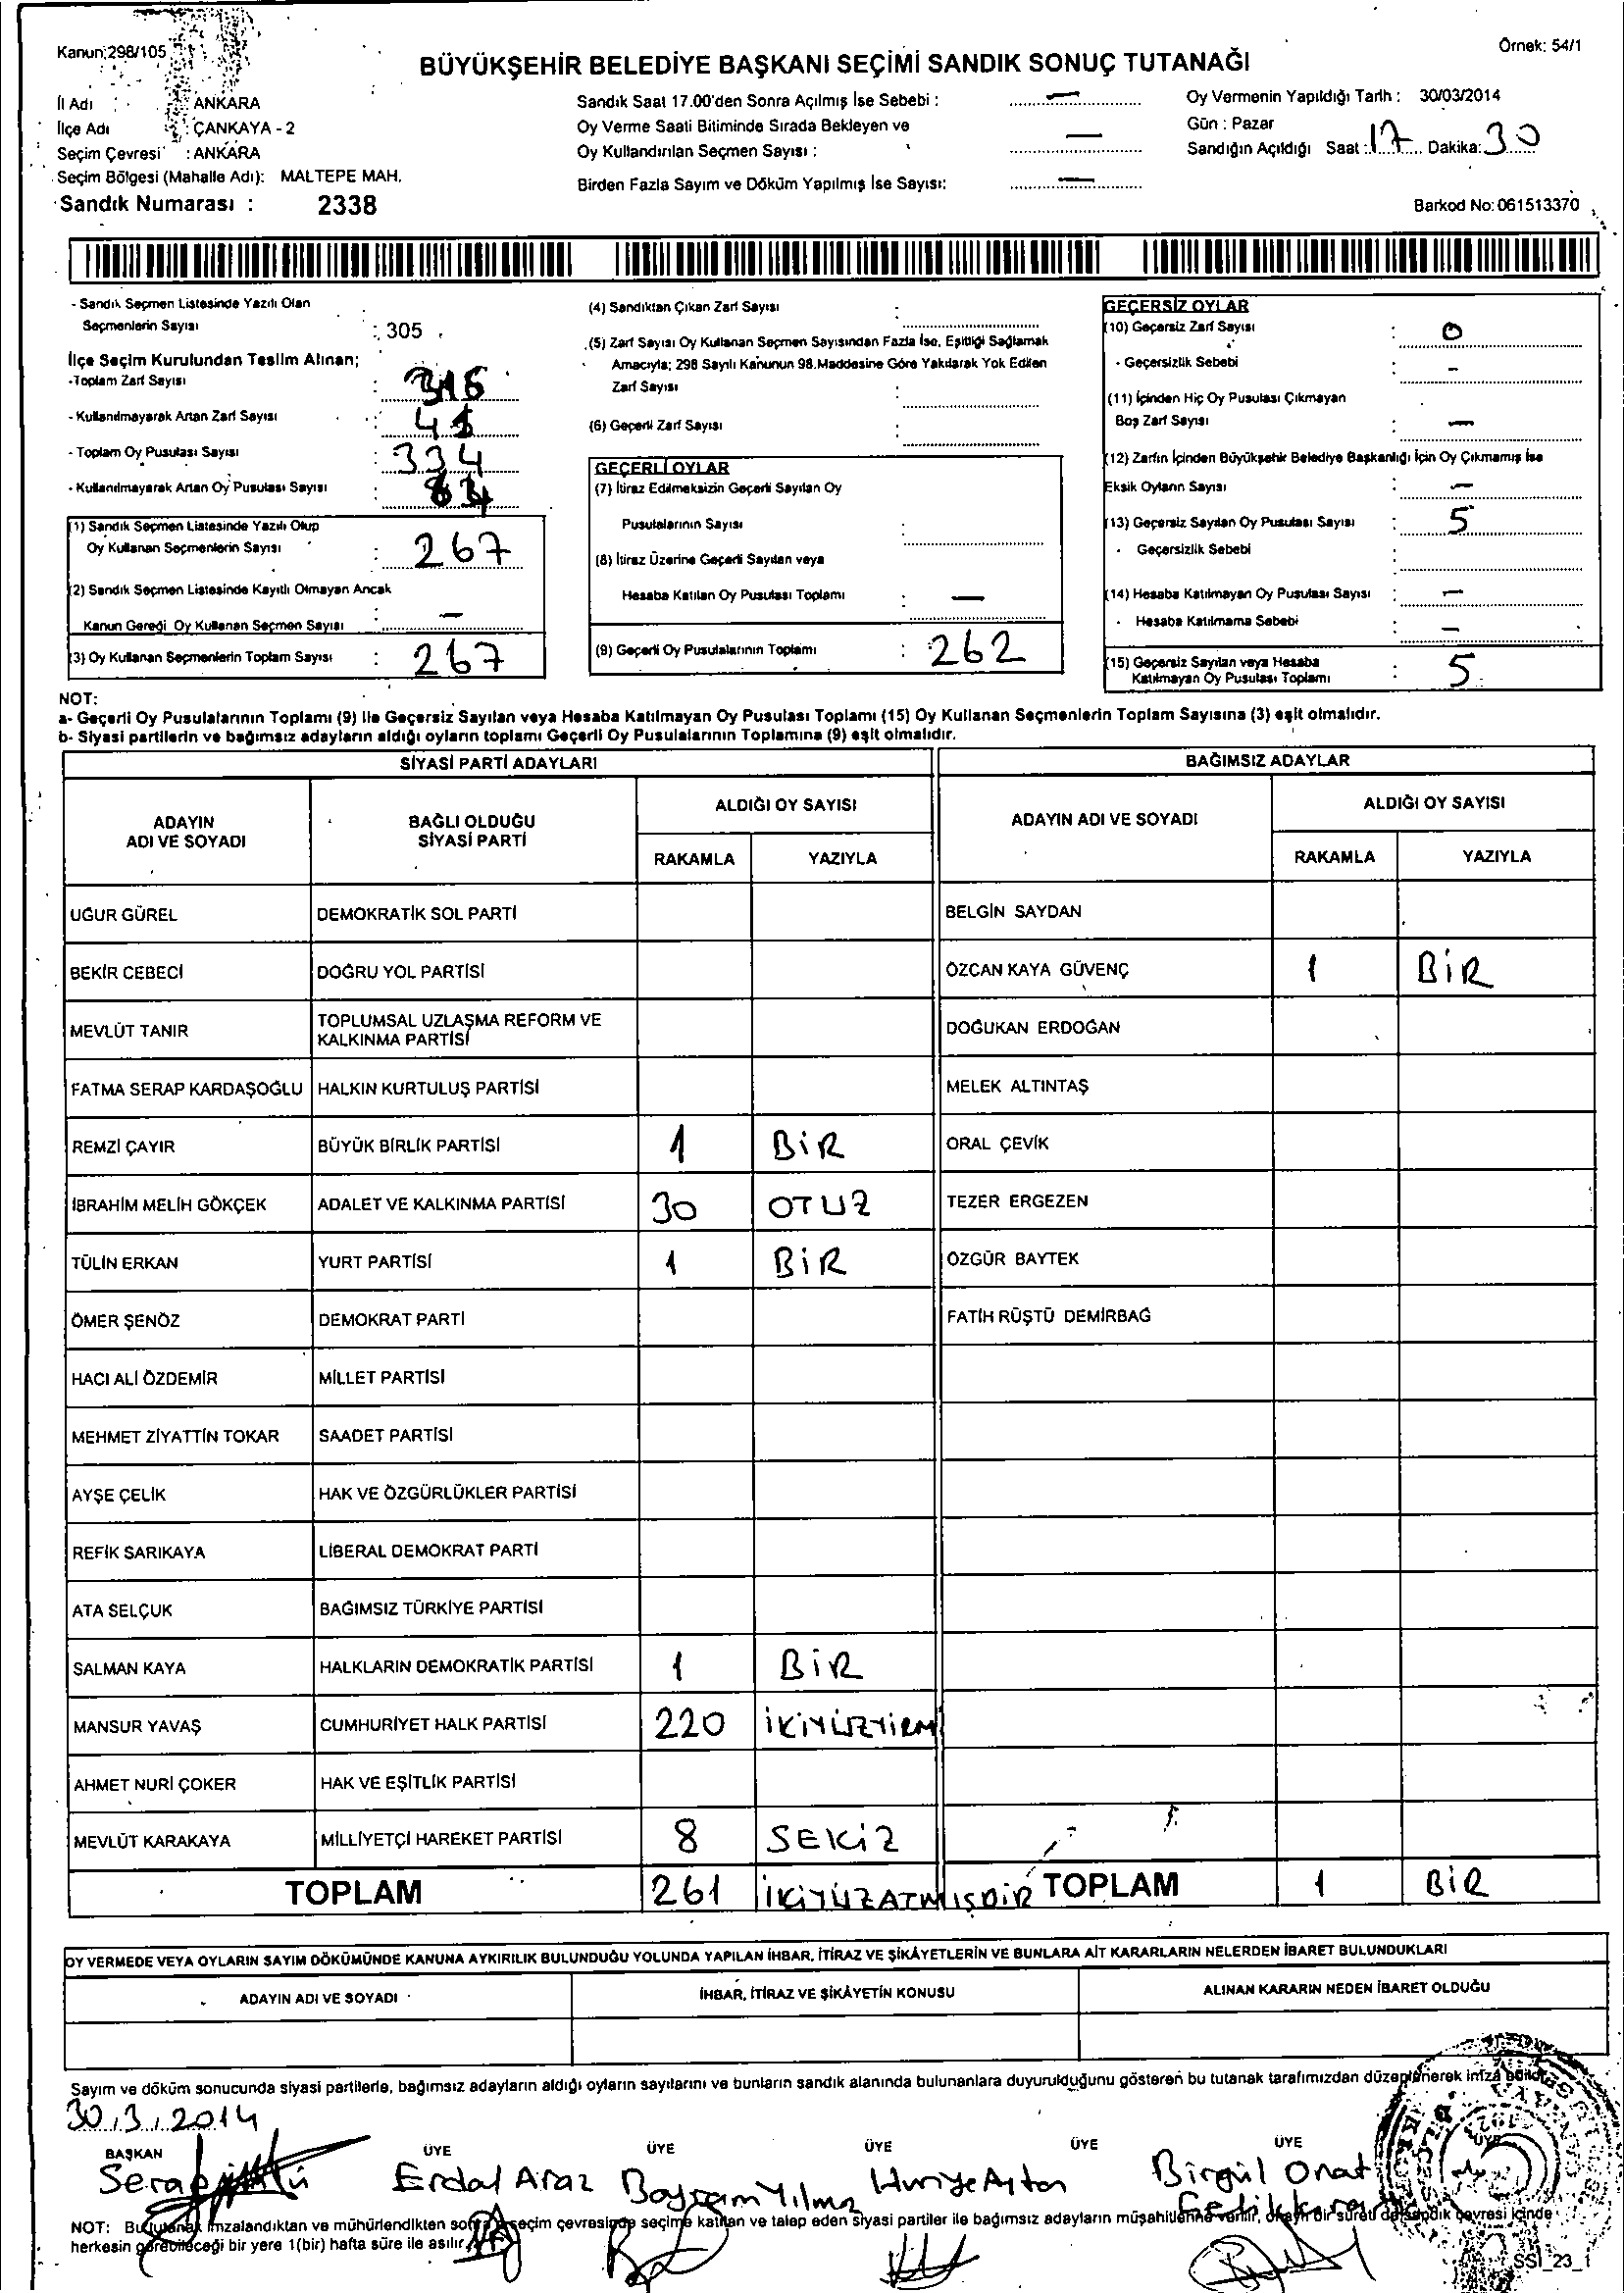 Kanun:298/105
Örnek: 54/1
BÜYÜKŞEHİR BELEDİYE BAŞKANI SEÇİMİ SANDIK SONUÇ TUTANAĞI
İl Adı : ANKARA
İlçe Adı : ÇANKAYA - 2
Seçim Çevresi : ANKARA
Seçim Bölgesi (Mahalle Adı): MALTEPE MAH.
Sandık Numarası : 2338
Sandık Saat 17.00'den Sonra Açılmış İse Sebebi : —
Oy Verme Saati Bitiminde Sırada Bekleyen ve
Oy Kullandırılan Seçmen Sayısı : —
Birden Fazla Sayım ve Döküm Yapılmış İse Sayısı: —
Oy Vermenin Yapıldığı Tarih : 30/03/2014
Gün : Pazar
Sandığın Açıldığı Saat : 17 Dakika: 30
Barkod No: 061513370
- Sandık Seçmen Listesinde Yazılı Olan
Seçmenlerin Sayısı : 305
İlçe Seçim Kurulundan Teslim Alınan;
-Toplam Zarf Sayısı :
- Kullanılmayarak Artan Zarf Sayısı :
- Toplam Oy Pusulası Sayısı : 334
- Kullanılmayarak Artan Oy Pusulası Sayısı :
(1) Sandık Seçmen Listesinde Yazılı Olup
Oy Kullanan Seçmenlerin Sayısı : 267
(2) Sandık Seçmen Listesinde Kayıtlı Olmayan Ancak
Kanun Gereği Oy Kullanan Seçmen Sayısı : —
(3) Oy Kullanan Seçmenlerin Toplam Sayısı : 267
(4) Sandıktan Çıkan Zarf Sayısı :
(5) Zarf Sayısı Oy Kullanan Seçmen Sayısından Fazla İse, Eşitliği Sağlamak
Amacıyla; 298 Sayılı Kanunun 98.Maddesine Göre Yakılarak Yok Edilen
Zarf Sayısı :
(6) Geçerli Zarf Sayısı :
GEÇERLİ OYLAR
(7) İtiraz Edilmeksizin Geçerli Sayılan Oy
Pusulalarının Sayısı :
(8) İtiraz Üzerine Geçerli Sayılan veya
Hesaba Katılan Oy Pusulası Toplamı : —
(9) Geçerli Oy Pusulalarının Toplamı : 262
GEÇERSİZ OYLAR
(10) Geçersiz Zarf Sayısı : 0
- Geçersizlik Sebebi : -
(11) İçinden Hiç Oy Pusulası Çıkmayan
Boş Zarf Sayısı : —
(12) Zarfın İçinden Büyükşehir Belediye Başkanlığı İçin Oy Çıkmamış İse
Eksik Oyların Sayısı : —
(13) Geçersiz Sayılan Oy Pusulası Sayısı : 5
- Geçersizlik Sebebi :
(14) Hesaba Katılmayan Oy Pusulası Sayısı : —
- Hesaba Katılmama Sebebi : —
(15) Geçersiz Sayılan veya Hesaba
Katılmayan Oy Pusulası Toplamı : 5
NOT:
a- Geçerli Oy Pusulalarının Toplamı (9) ile Geçersiz Sayılan veya Hesaba Katılmayan Oy Pusulası Toplamı (15) Oy Kullanan Seçmenlerin Toplam Sayısına (3) eşit olmalıdır.
b- Siyasi partilerin ve bağımsız adayların aldığı oyların toplamı Geçerli Oy Pusulalarının Toplamına (9) eşit olmalıdır.
SİYASİ PARTİ ADAYLARI
BAĞIMSIZ ADAYLAR
ADAYIN
ADI VE SOYADI
BAĞLI OLDUĞU
SİYASİ PARTİ
ALDIĞI OY SAYISI
RAKAMLA YAZIYLA
ADAYIN ADI VE SOYADI
ALDIĞI OY SAYISI
RAKAMLA YAZIYLA
UĞUR GÜREL DEMOKRATİK SOL PARTİ BELGİN SAYDAN
BEKİR CEBECİ DOĞRU YOL PARTİSİ ÖZCAN KAYA GÜVENÇ 1 BİR
MEVLÜT TANIR TOPLUMSAL UZLAŞMA REFORM VE
KALKINMA PARTİSİ DOĞUKAN ERDOĞAN
FATMA SERAP KARDAŞOĞLU HALKIN KURTULUŞ PARTİSİ MELEK ALTINTAŞ
REMZİ ÇAYIR BÜYÜK BİRLİK PARTİSİ 1 BİR ORAL ÇEVİK
İBRAHİM MELİH GÖKÇEK ADALET VE KALKINMA PARTİSİ 30 OTUZ TEZER ERGEZEN
TÜLİN ERKAN YURT PARTİSİ 1 BİR ÖZGÜR BAYTEK
ÖMER ŞENÖZ DEMOKRAT PARTİ FATİH RÜŞTÜ DEMİRBAĞ
HACI ALİ ÖZDEMİR MİLLET PARTİSİ
MEHMET ZİYATTİN TOKAR SAADET PARTİSİ
AYŞE ÇELİK HAK VE ÖZGÜRLÜKLER PARTİSİ
REFİK SARIKAYA LİBERAL DEMOKRAT PARTİ
ATA SELÇUK BAĞIMSIZ TÜRKİYE PARTİSİ
SALMAN KAYA HALKLARIN DEMOKRATİK PARTİSİ 1 BİR
MANSUR YAVAŞ CUMHURİYET HALK PARTİSİ 220 İKİYÜZYİRMİ
AHMET NURİ ÇOKER HAK VE EŞİTLİK PARTİSİ
MEVLÜT KARAKAYA MİLLİYETÇİ HAREKET PARTİSİ 8 SEKİZ
TOPLAM 261 İKİYÜZATMIŞBİR TOPLAM 1 BİR
OY VERMEDE VEYA OYLARIN SAYIM DÖKÜMÜNDE KANUNA AYKIRILIK BULUNDUĞU YOLUNDA YAPILAN İHBAR, İTİRAZ VE ŞİKÂYETLERİN VE BUNLARA AİT KARARLARIN NELERDEN İBARET BULUNDUKLARI
ADAYIN ADI VE SOYADI İHBAR, İTİRAZ VE ŞİKÂYETİN KONUSU ALINAN KARARIN NEDEN İBARET OLDUĞU
Sayım ve döküm sonucunda siyasi partilerle, bağımsız adayların aldığı oyların sayılarını ve bunların sandık alanında bulunanlara duyurulduğunu gösteren bu tutanak tarafımızdan düzenlenerek imza edildi.
30.3.2014
BAŞKAN ÜYE ÜYE ÜYE ÜYE ÜYE ÜYE
Serap Erdal Araz Bayram Yılmaz Huriye Aytan Birgül Onat
NOT: Bu tutanak imzalandıktan ve mühürlendikten sonra seçim çevresinde seçime katılan ve talep eden siyasi partiler ile bağımsız adayların müşahitlerine verilir, onaylı bir sureti de sandık çevresi içinde
herkesin görebileceği bir yere 1(bir) hafta süre ile asılır.
SSI_23_1